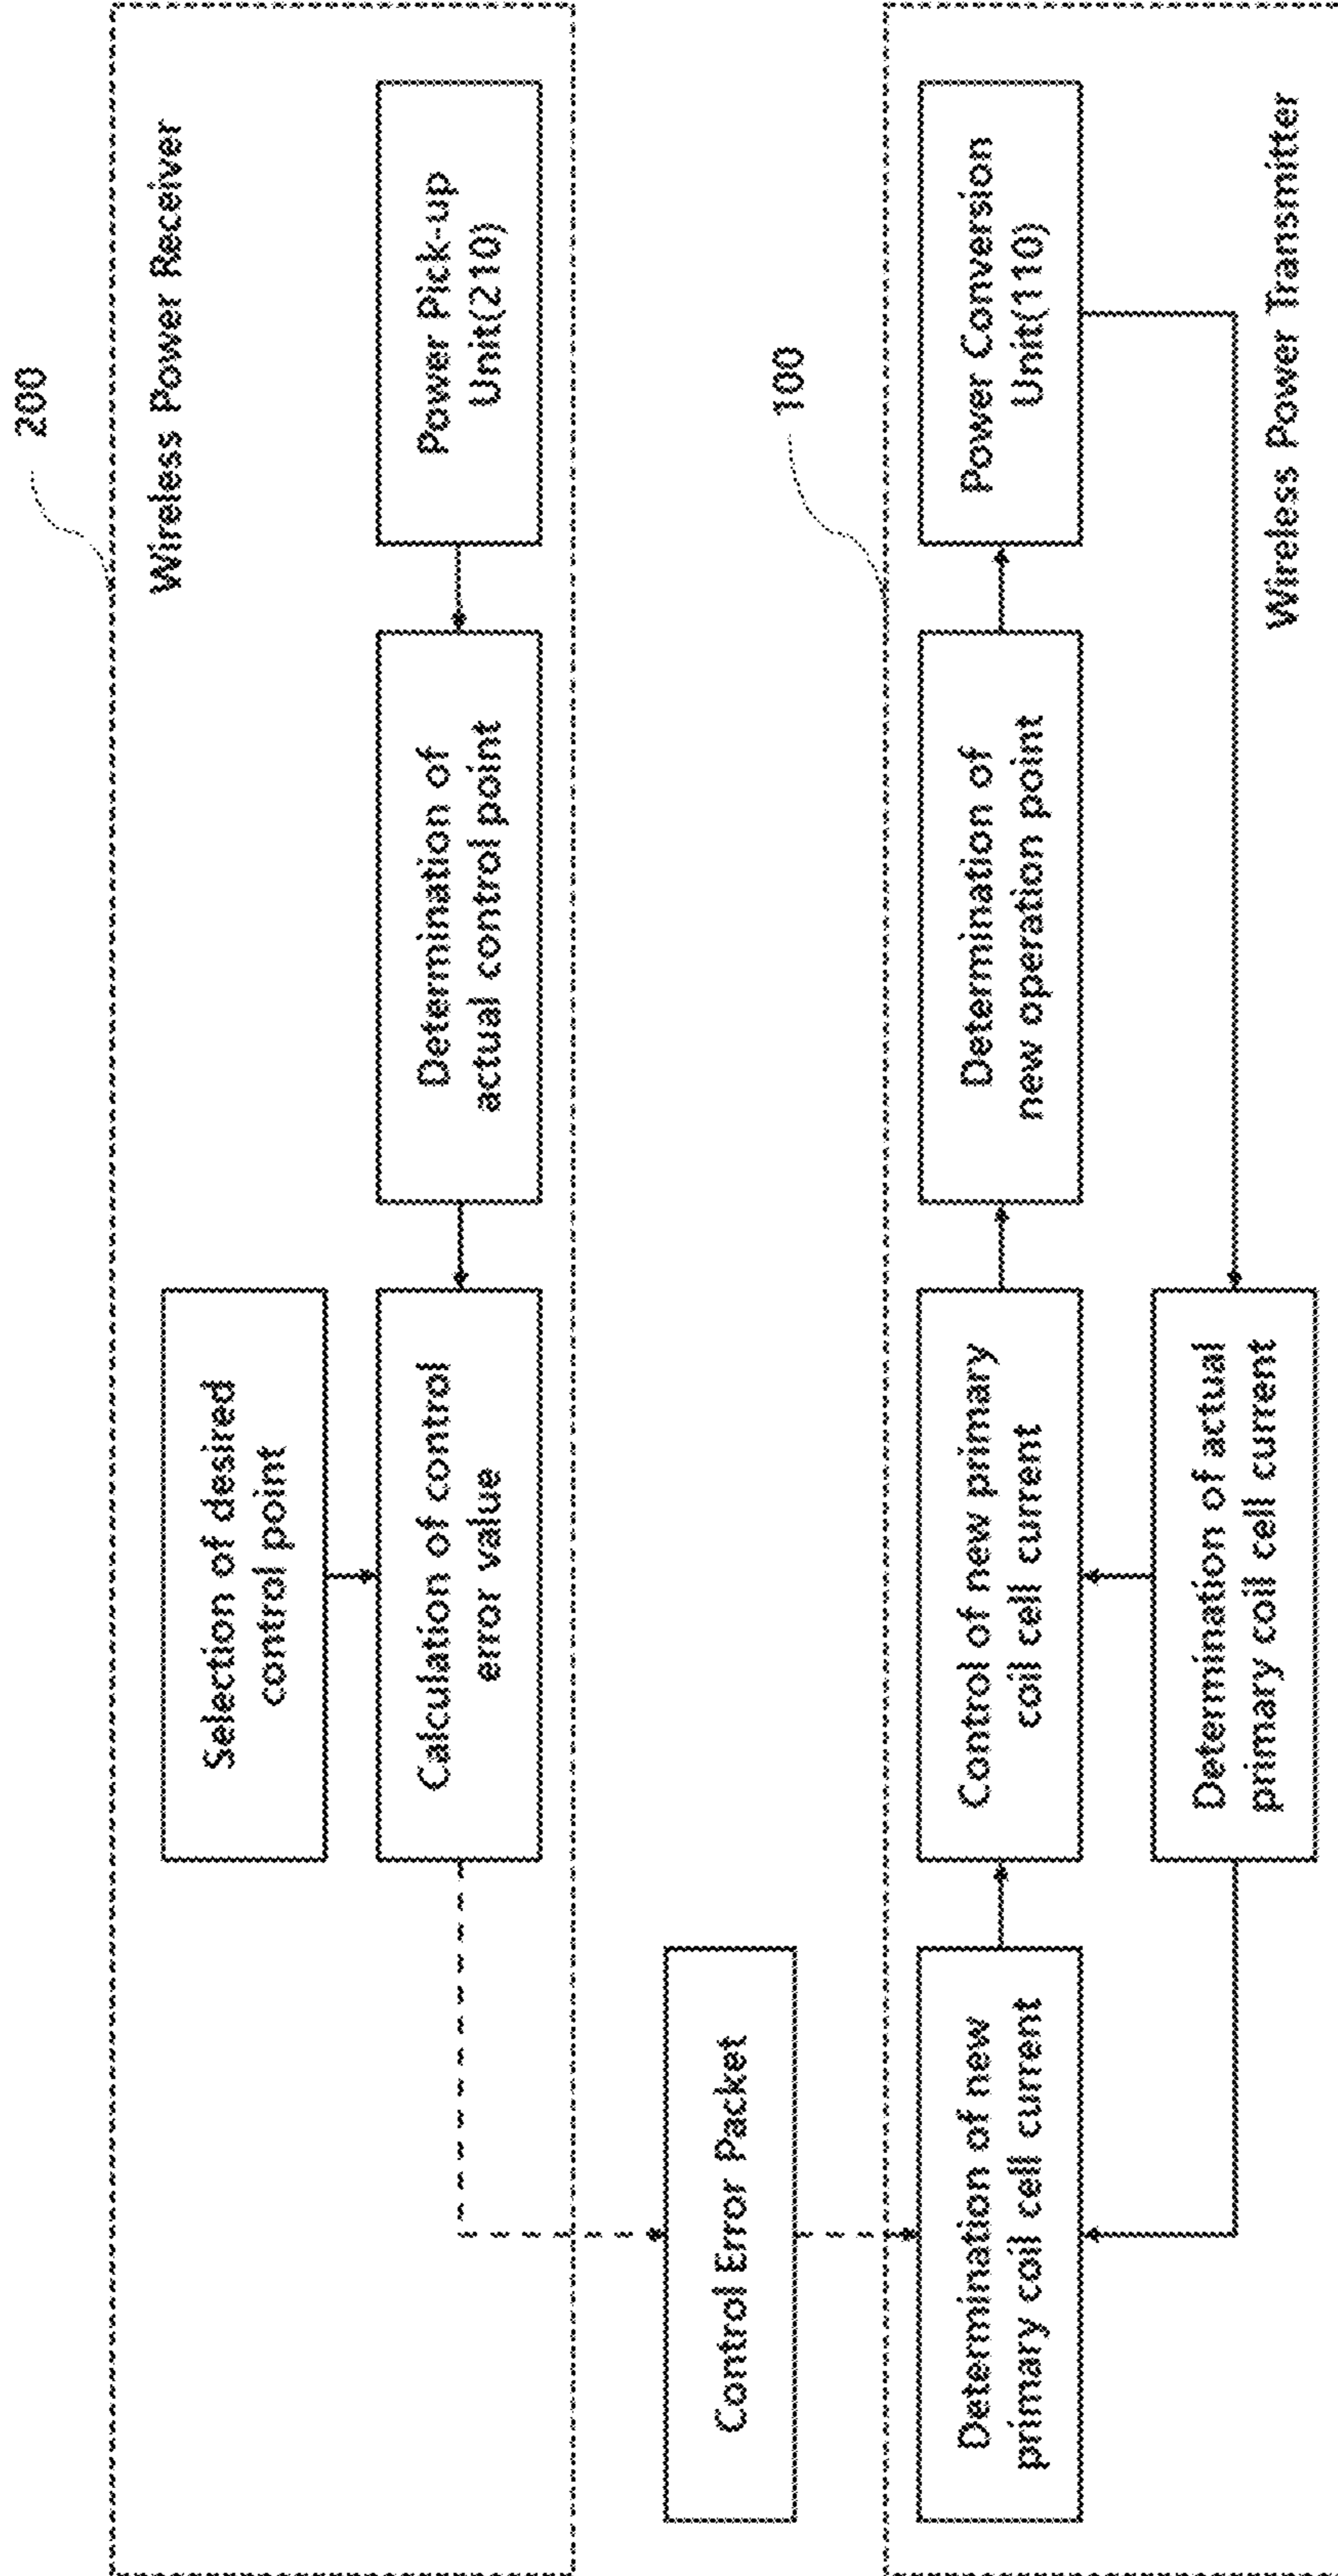 200
Wireless Power Receiver
Selection of desired
control point
Calculation of control
error value
Determination of
actual control point
Power Pick-up
Unit(210)
Control Error Packet
100
Determination of new
primary coil cell current
Control of new primary
coil cell current
Determination of
new operation point
Power Conversion
Unit(110)
Determination of actual
primary coil cell current
Wireless Power Transmitter